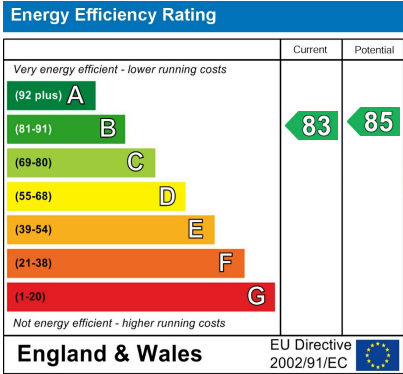 Energy Efficiency Rating
Current Potential
Very energy efficient - lower running costs
(92 plus) A
(81-91) B
83 85
(69-80) C
(55-68) D
(39-54) E
(21-38) F
(1-20) G
Not energy efficient - higher running costs
England & Wales
EU Directive
2002/91/EC